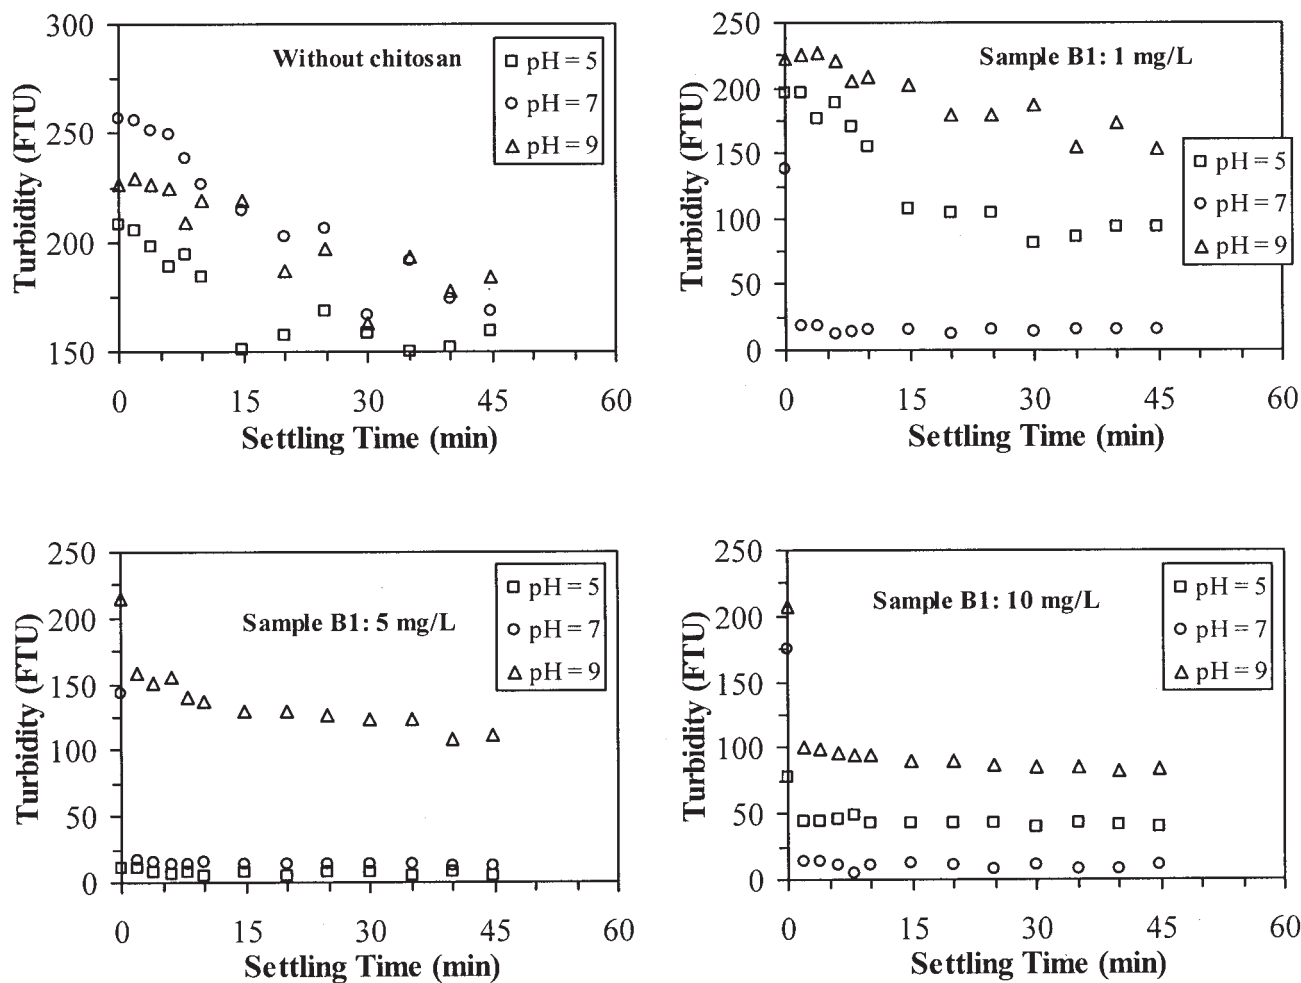 300
250
200
150
Turbidity (FTU)
Without chitosan
pH = 5
pH = 7
pH = 9
0 15 30 45 60
Settling Time (min)
250
200
150
100
50
0
Turbidity (FTU)
Sample B1: 1 mg/L
pH = 5
pH = 7
pH = 9
0 15 30 45 60
Settling Time (min)
250
200
150
100
50
0
Turbidity (FTU)
Sample B1: 5 mg/L
pH = 5
pH = 7
pH = 9
0 15 30 45 60
Settling Time (min)
250
200
150
100
50
0
Turbidity (FTU)
Sample B1: 10 mg/L
pH = 5
pH = 7
pH = 9
0 15 30 45 60
Settling Time (min)